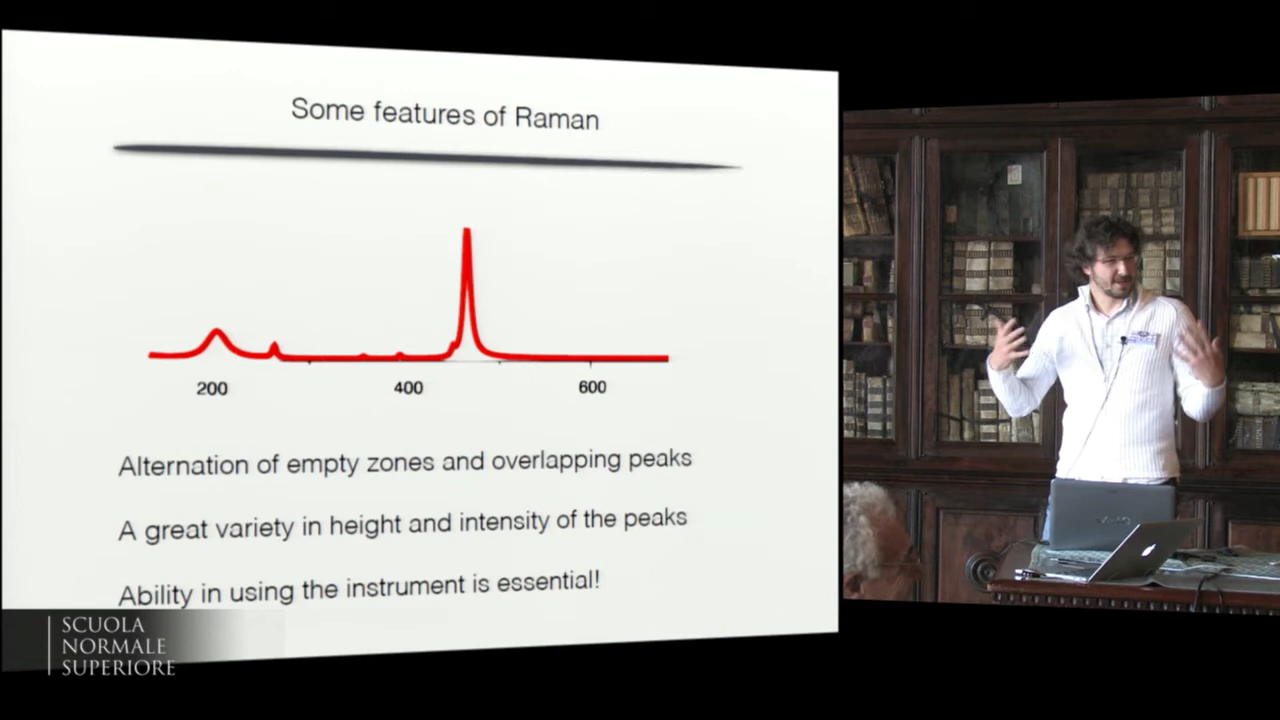 Some features of Raman
200 400 600
Alternation of empty zones and overlapping peaks
A great variety in height and intensity of the peaks
Ability in using the instrument is essential!
SCUOLA
NORMALE
SUPERIORE
VAIO